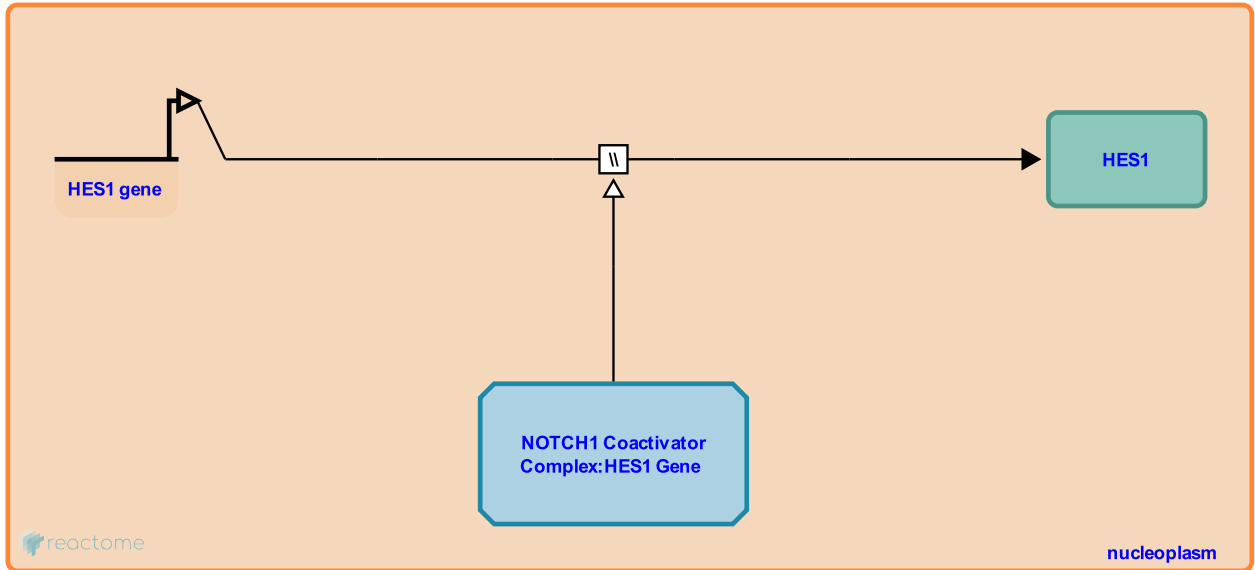 HES1 gene
\\
HES1
NOTCH1 Coactivator
Complex:HES1 Gene
reactome
nucleoplasm